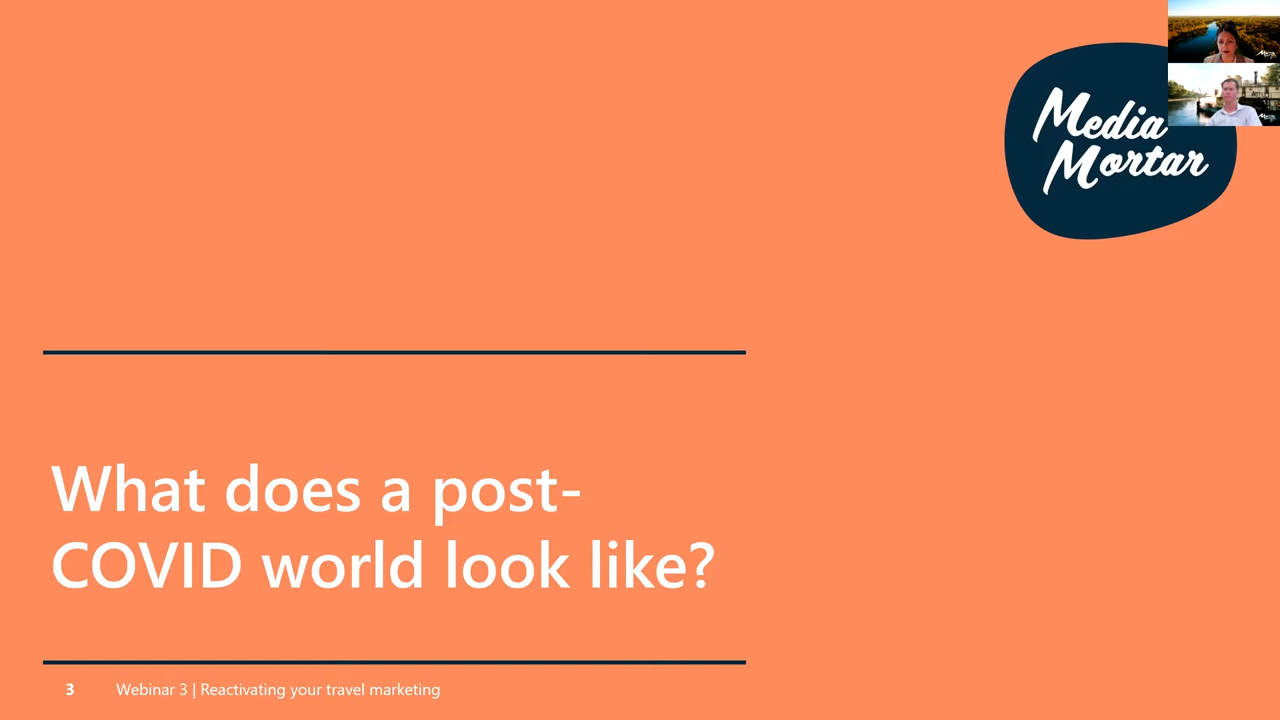 Media
Mortar
What does a post-
COVID world look like?
3 Webinar 3 | Reactivating your travel marketing